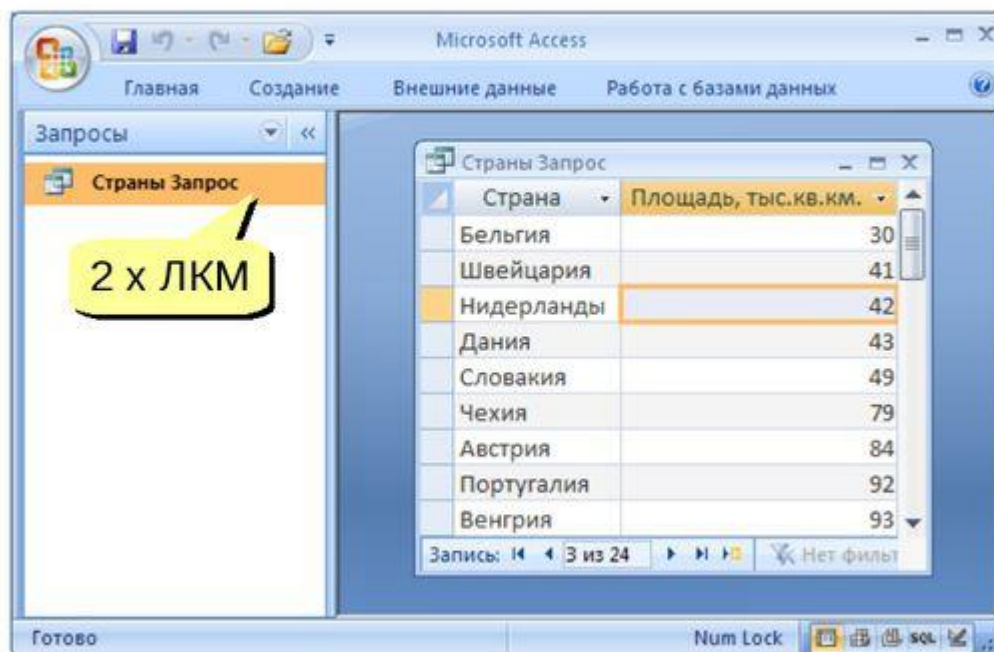 Microsoft Access
Главная Создание Внешние данные Работа с базами данных
Запросы
Страны Запрос
2 х ЛКМ
Страны Запрос
Страна Площадь, тыс.кв.км.
Бельгия 30
Швейцария 41
Нидерланды 42
Дания 43
Словакия 49
Чехия 79
Австрия 84
Португалия 92
Венгрия 93
Запись: 3 из 24 Нет фильт
Готово Num Lock SQL